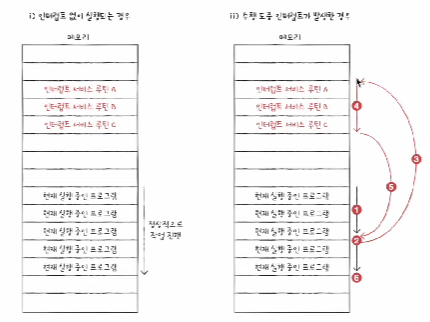 i) 인터럽트 없이 실행되는 경우
메모리
인터럽트 서비스 루틴 A
인터럽트 서비스 루틴 B
인터럽트 서비스 루틴 C
현재 실행 중인 프로그램
현재 실행 중인 프로그램
현재 실행 중인 프로그램
현재 실행 중인 프로그램
현재 실행 중인 프로그램
정상적으로
작업 진행
ii) 수행 도중 인터럽트가 발생한 경우
메모리
인터럽트 서비스 루틴 A
인터럽트 서비스 루틴 B
인터럽트 서비스 루틴 C
현재 실행 중인 프로그램
현재 실행 중인 프로그램
현재 실행 중인 프로그램
현재 실행 중인 프로그램
현재 실행 중인 프로그램
4
3
5
1
2
6